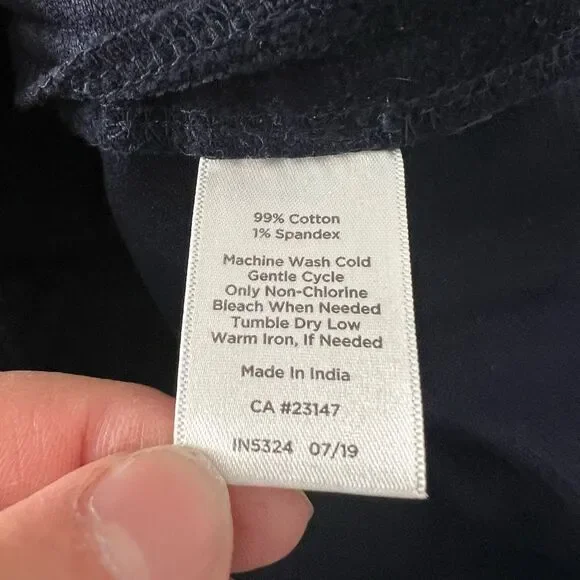 99% Cotton
1% Spandex
Machine Wash Cold
Gentle Cycle
Only Non-Chlorine
Bleach When Needed
Tumble Dry Low
Warm Iron, If Needed
Made In India
CA #23147
IN5324 07/19